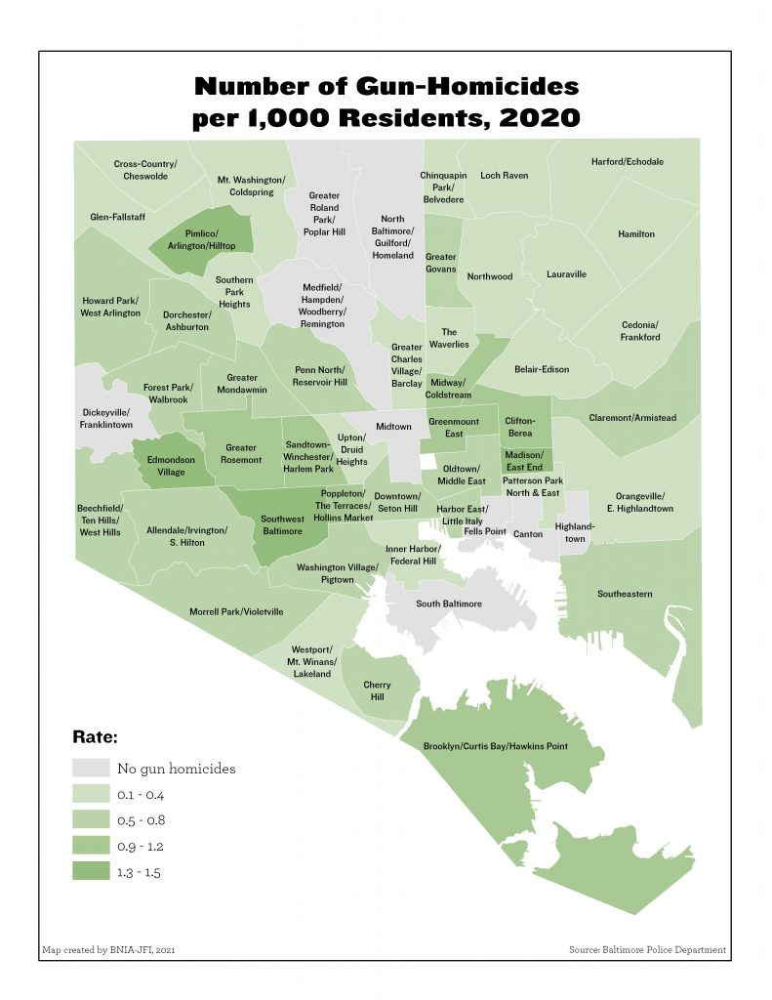 Number of Gun-Homicides
per 1,000 Residents, 2020
Cross-Country/
Cheswolde
Mt. Washington/
Coldspring
Greater
Roland
Park/
Poplar Hill
North
Baltimore/
Guilford/
Homeland
Chinquapin
Park/
Belvedere
Loch Raven
Harford/Echodale
Glen-Fallstaff
Pimlico/
Arlington/Hilltop
Hamilton
Greater
Govans
Northwood
Lauraville
Southern
Park
Heights
Howard Park/
West Arlington
Dorchester/
Ashburton
Medfield/
Hampden/
Woodberry/
Remington
Cedonia/
Frankford
The
Waverlies
Greater
Charles
Village/
Barclay
Belair-Edison
Penn North/
Reservoir Hill
Greater
Mondawmin
Forest Park/
Walbrook
Midway/
Coldstream
Dickeyville/
Franklintown
Midtown
Greenmount
East
Clifton-
Berea
Claremont/Armistead
Edmondson
Village
Greater
Rosemont
Sandtown-
Winchester/
Harlem Park
Upton/
Druid
Heights
Madison/
East End
Oldtown/
Middle East
Patterson Park
North & East
Orangeville/
E. Highlandtown
Beechfield/
Ten Hills/
West Hills
Allendale/Irvington/
S. Hilton
Southwest
Baltimore
Poppleton/
The Terraces/
Hollins Market
Downtown/
Seton Hill
Harbor East/
Little Italy
Fells Point
Canton
Highland-
town
Inner Harbor/
Federal Hill
Washington Village/
Pigtown
Southeastern
South Baltimore
Morrell Park/Violetville
Westport/
Mt. Winans/
Lakeland
Cherry
Hill
Brooklyn/Curtis Bay/Hawkins Point
Rate:
No gun homicides
0.1 - 0.4
0.5 - 0.8
0.9 - 1.2
1.3 - 1.5
Map created by BNIA-JFI, 2021
Source: Baltimore Police Department